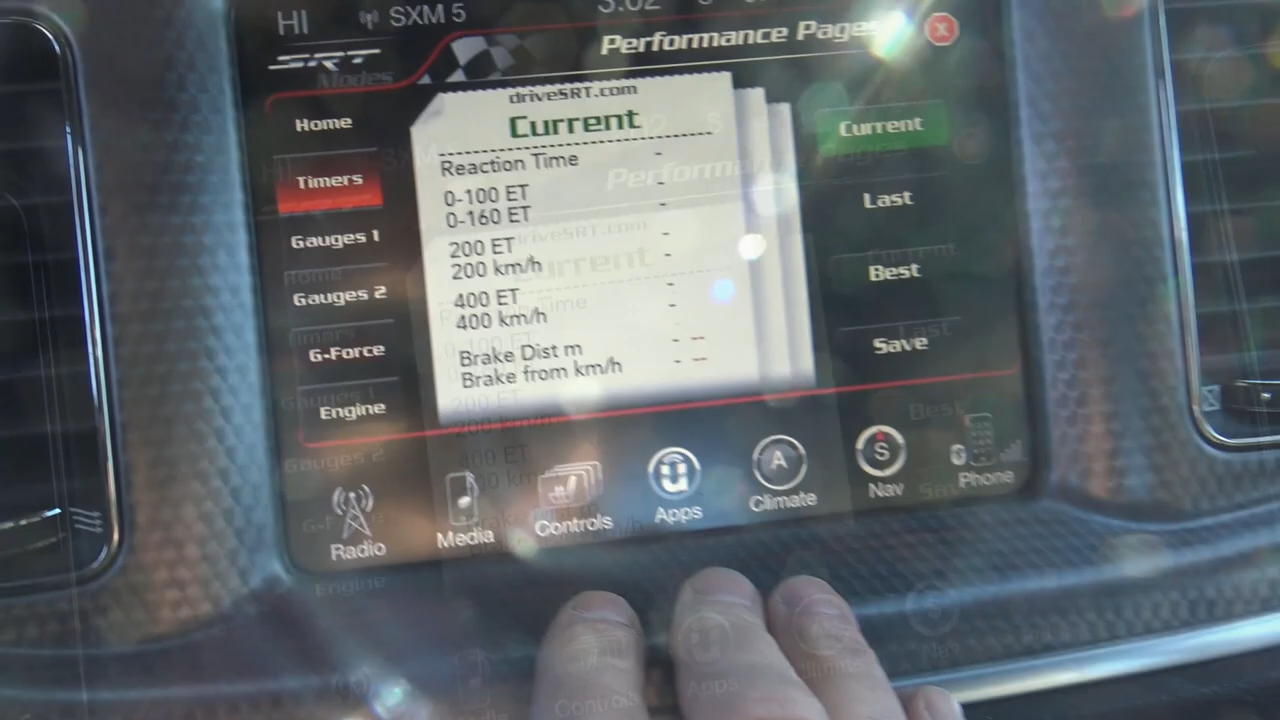 HI SXM 5
SRT Performance Pages X
Modes
Home
Timers
Gauges 1
Gauges 2
G-Force
Engine
driveSRT.com
Current
Reaction Time -
0-100 ET -
0-160 ET -
200 ET -
200 km/h -
400 ET -
400 km/h -
Brake Dist m - --
Brake from km/h - --
Current
Last
Best
Save
Radio
Media
Controls
Apps
A
Climate
S
Nav
Phone